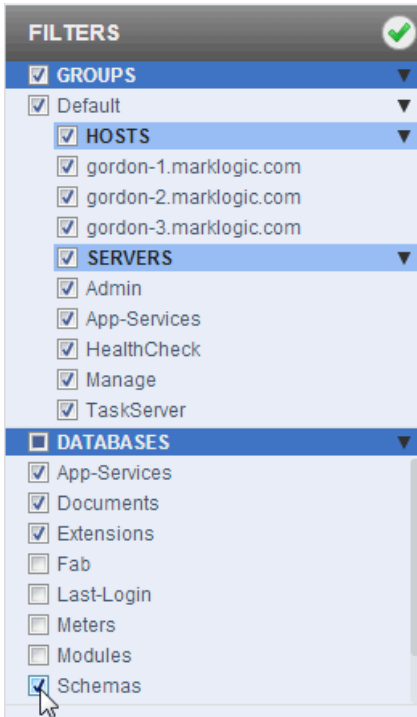 FILTERS
GROUPS
Default
HOSTS
gordon-1.marklogic.com
gordon-2.marklogic.com
gordon-3.marklogic.com
SERVERS
Admin
App-Services
HealthCheck
Manage
TaskServer
DATABASES
App-Services
Documents
Extensions
Fab
Last-Login
Meters
Modules
Schemas